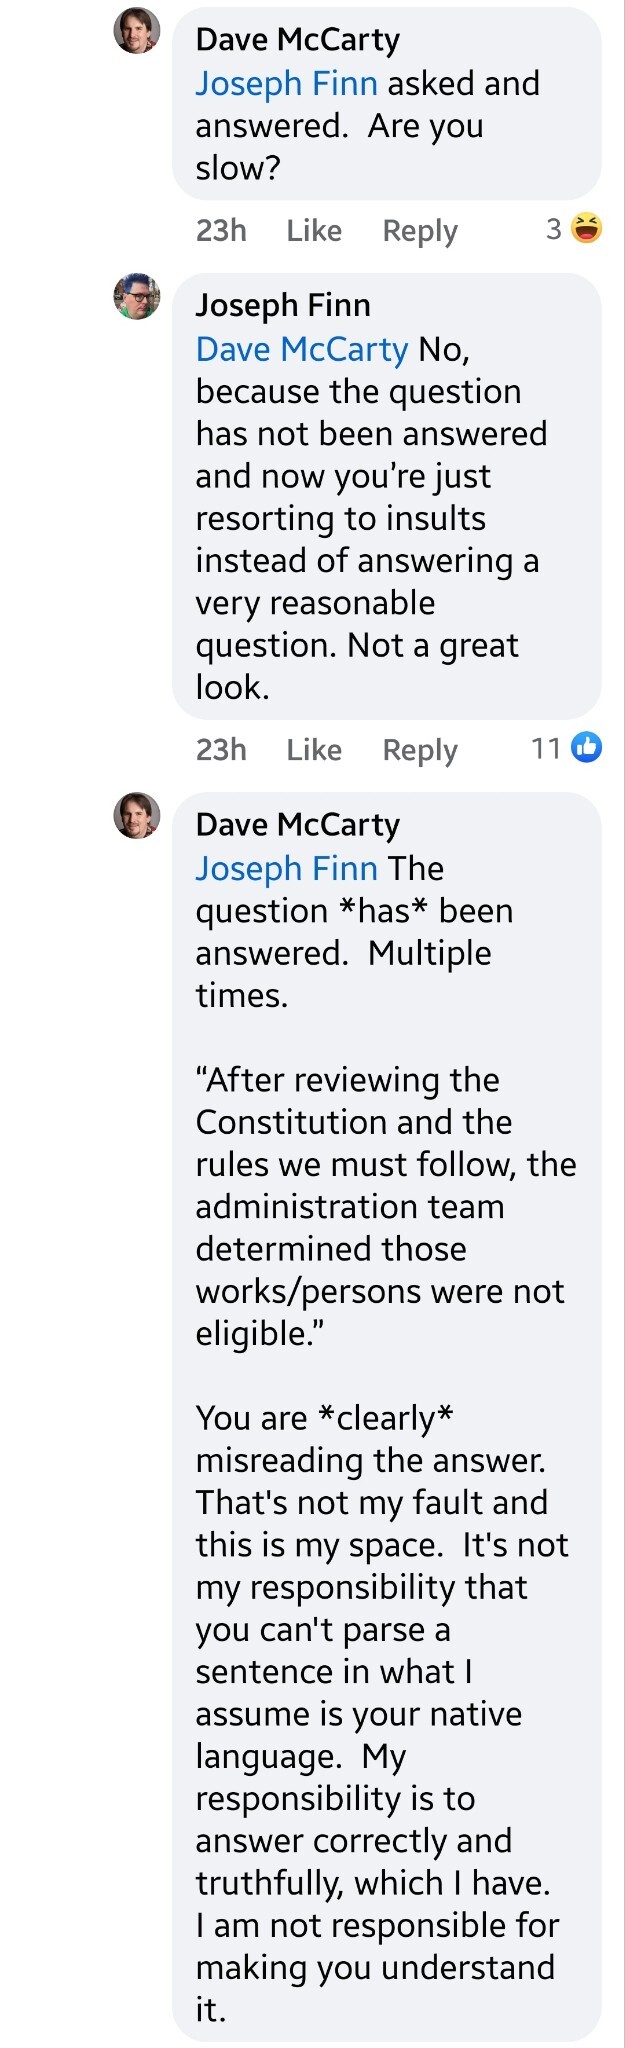 Dave McCarty
Joseph Finn asked and
answered.  Are you
slow?
23h Like Reply 3
Joseph Finn
Dave McCarty No,
because the question
has not been answered
and now you're just
resorting to insults
instead of answering a
very reasonable
question. Not a great
look.
23h Like Reply 11
Dave McCarty
Joseph Finn The
question *has* been
answered.  Multiple
times.
“After reviewing the
Constitution and the
rules we must follow, the
administration team
determined those
works/persons were not
eligible.”
You are *clearly*
misreading the answer.
That's not my fault and
this is my space.  It's not
my responsibility that
you can't parse a
sentence in what I
assume is your native
language.  My
responsibility is to
answer correctly and
truthfully, which I have.
I am not responsible for
making you understand
it.